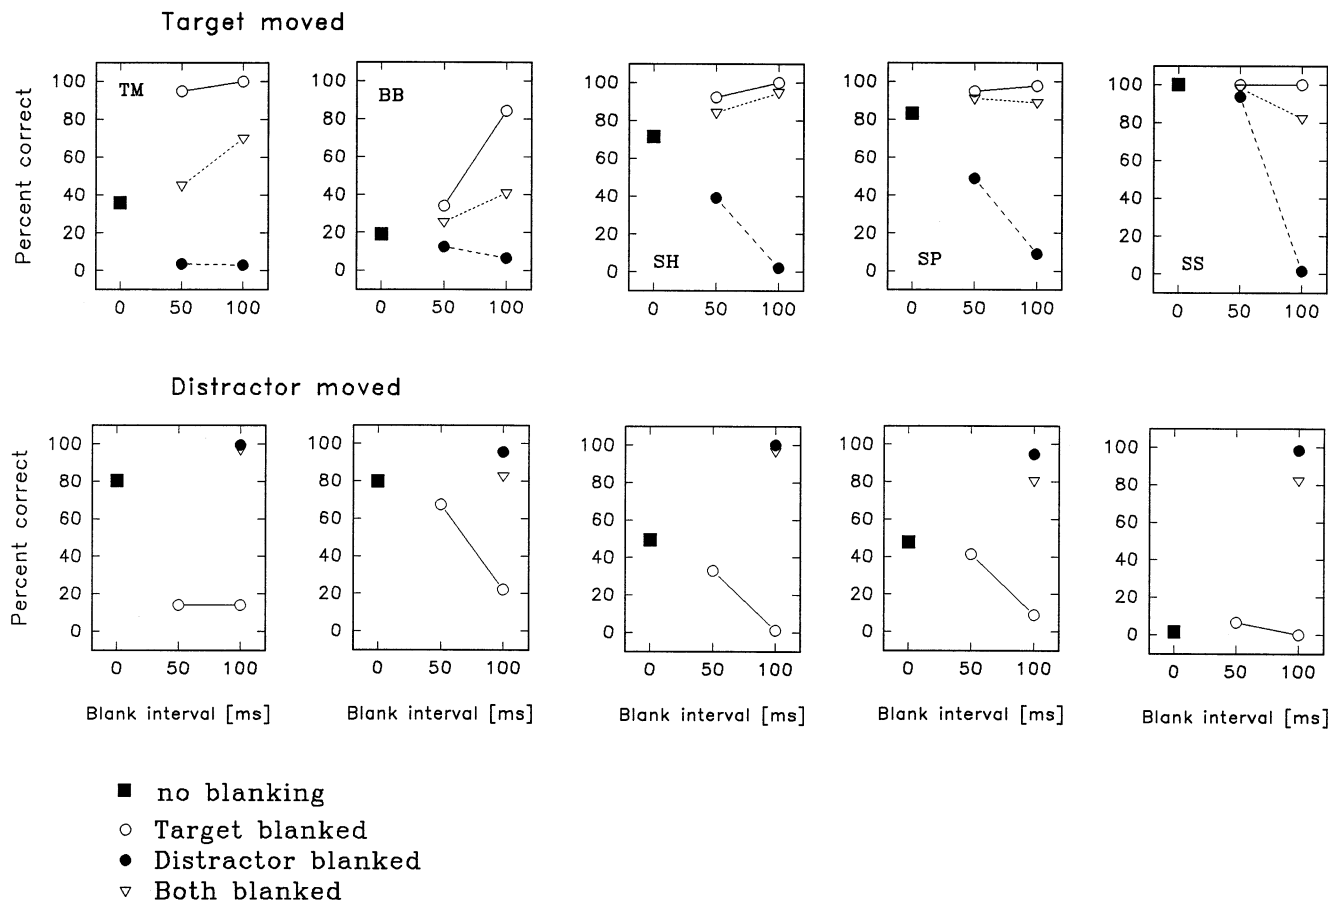 Target moved
Percent correct
100 80 60 40 20 0
TM
0 50 100
100 80 60 40 20 0
BB
0 50 100
100 80 60 40 20 0
SH
0 50 100
100 80 60 40 20 0
SP
0 50 100
100 80 60 40 20 0
SS
0 50 100
Distractor moved
Percent correct
100 80 60 40 20 0
0 50 100
Blank interval [ms]
100 80 60 40 20 0
0 50 100
Blank interval [ms]
100 80 60 40 20 0
0 50 100
Blank interval [ms]
100 80 60 40 20 0
0 50 100
Blank interval [ms]
100 80 60 40 20 0
0 50 100
Blank interval [ms]
no blanking
Target blanked
Distractor blanked
Both blanked